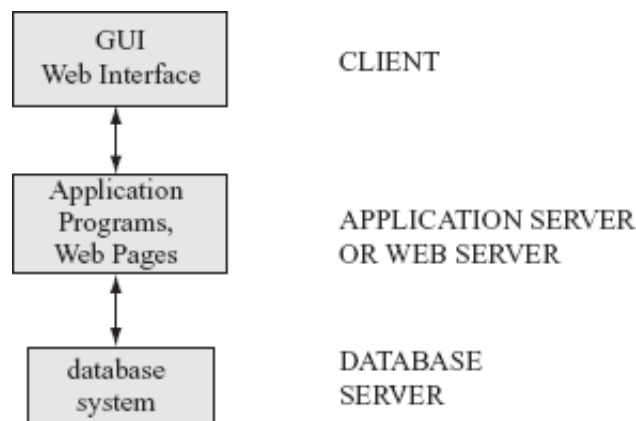 GUI
Web Interface
CLIENT
Application
Programs,
Web Pages
APPLICATION SERVER
OR WEB SERVER
database
system
DATABASE
SERVER